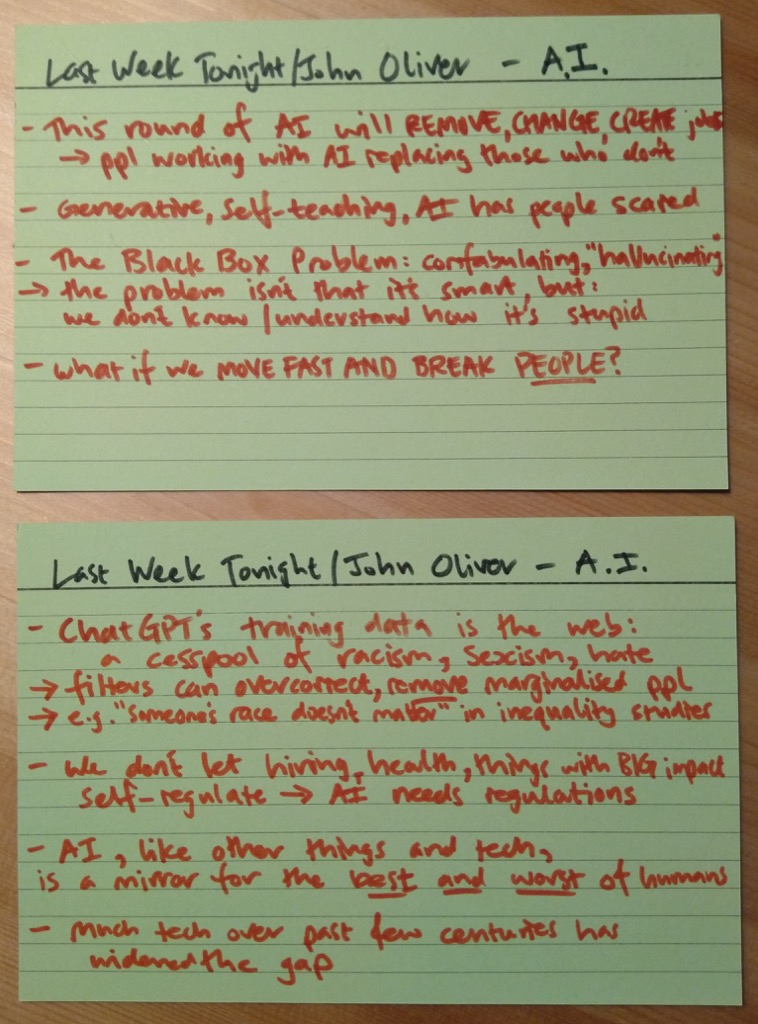 Last Week Tonight/John Oliver - A.I.
- This round of AI will REMOVE, CHANGE, CREATE jobs
→ ppl working with AI replacing those who don't
- Generative, Self-teaching, AI has people scared
- The Black Box Problem: confabulating, "hallucinating"
→ the problem isn't that it's smart, but:
we don't know/understand how it's stupid
- what if we MOVE FAST AND BREAK PEOPLE?
Last Week Tonight/John Oliver - A.I.
- ChatGPT's training data is the web:
a cesspool of racism, sexism, hate
→ filters can overcorrect, remove marginalised ppl
→ e.g. "Someone's race doesn't matter" in inequality studies
- We don't let hiring, health, things with BIG impact
self-regulate → AI needs regulations
- AI, like other things and tech,
is a mirror for the best and worst of humans
- Much tech over past few centuries has
widened the gap